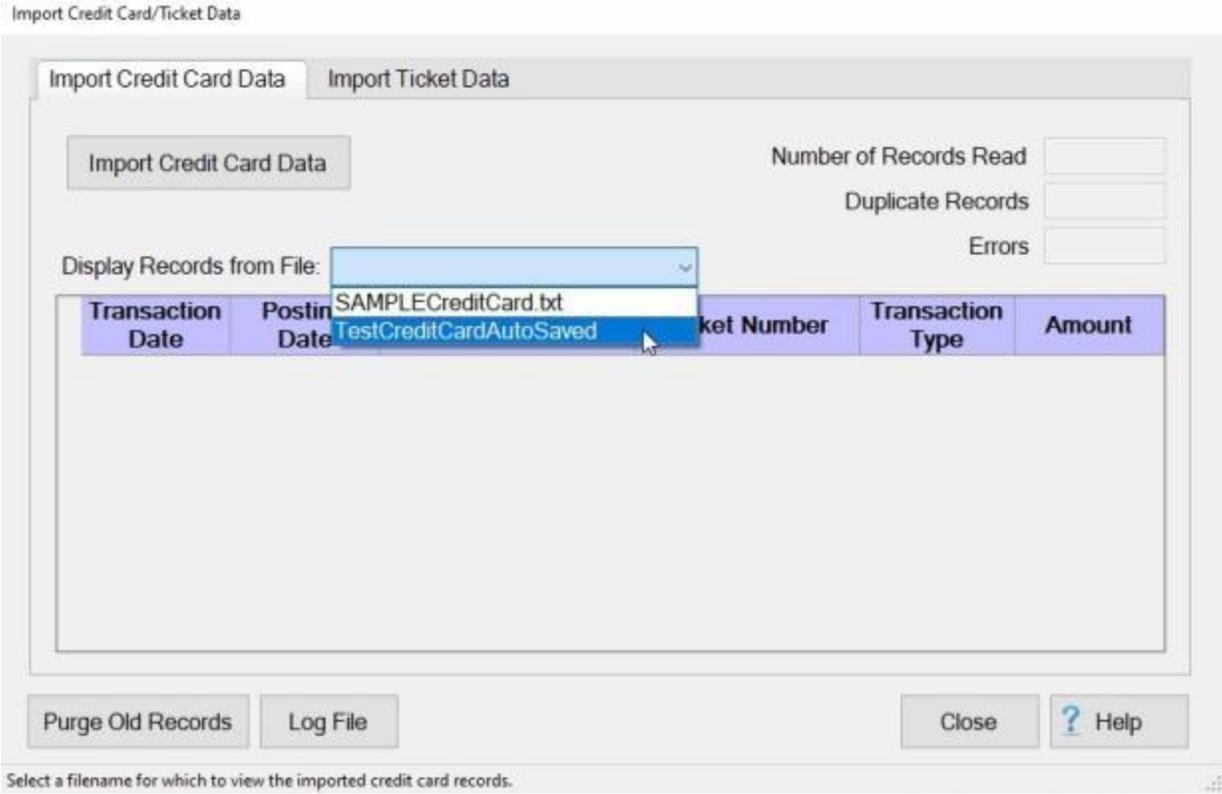 Import Credit Card/Ticket Data
Import Credit Card Data Import Ticket Data
Import Credit Card Data
Number of Records Read
Duplicate Records
Errors
Display Records from File:
SAMPLECreditCard.txt
TestCreditCardAutoSaved
Transaction Date
Date
Number
Transaction Type
Amount
Purge Old Records Log File Close ? Help
Select a filename for which to view the imported credit card records.